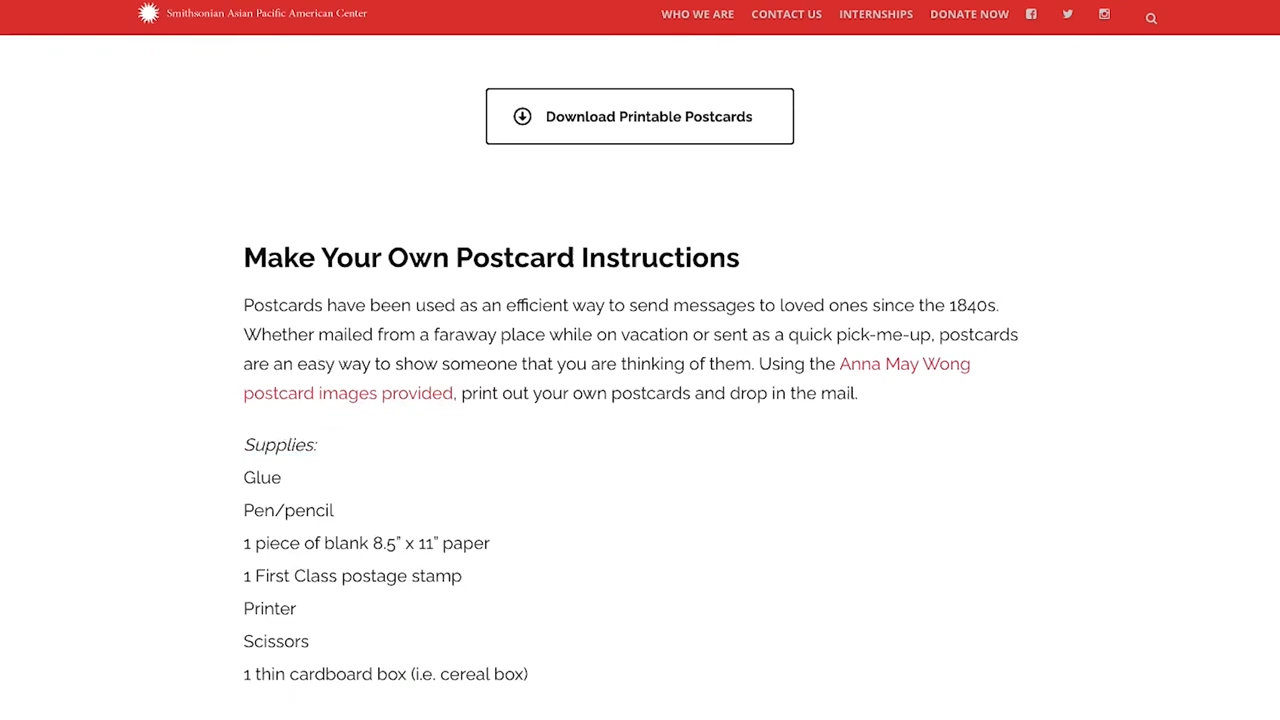 Smithsonian Asian Pacific American Center
WHO WE ARE CONTACT US INTERNSHIPS DONATE NOW
Download Printable Postcards
Make Your Own Postcard Instructions
Postcards have been used as an efficient way to send messages to loved ones since the 1840s.
Whether mailed from a faraway place while on vacation or sent as a quick pick-me-up, postcards
are an easy way to show someone that you are thinking of them. Using the Anna May Wong
postcard images provided, print out your own postcards and drop in the mail.
Supplies:
Glue
Pen/pencil
1 piece of blank 8.5” x 11” paper
1 First Class postage stamp
Printer
Scissors
1 thin cardboard box (i.e. cereal box)